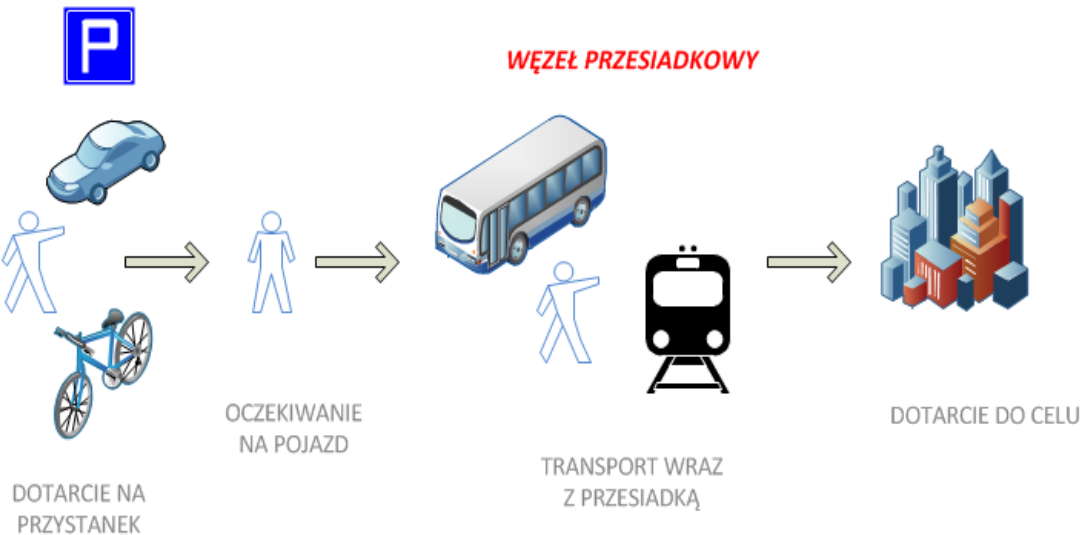 P
WĘZEŁ PRZESIADKOWY
DOTARCIE NA
PRZYSTANEK
OCZEKIWANIE
NA POJAZD
TRANSPORT WRAZ
Z PRZESIADKĄ
DOTARCIE DO CELU